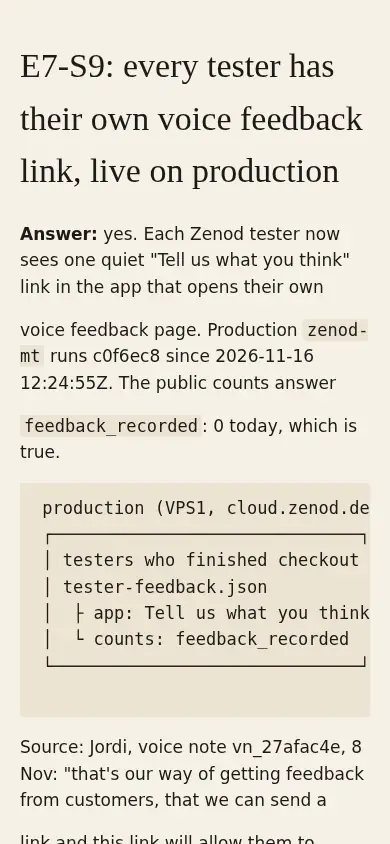 E7-S9: every tester has
their own voice feedback
link, live on production
Answer: yes. Each Zenod tester now
sees one quiet "Tell us what you think"
link in the app that opens their own
voice feedback page. Production zenod-
mt runs c0f6ec8 since 2026-11-16
12:24:55Z. The public counts answer
feedback_recorded: 0 today, which is
true.
production (VPS1, cloud.zenod.de
┌──────────────────────────────┐
│ testers who finished checkout
│ tester-feedback.json
│  ├ app: Tell us what you think
│  └ counts: feedback_recorded
└──────────────────────────────┘
Source: Jordi, voice note vn_27afac4e, 8
Nov: "that's our way of getting feedback
from customers, that we can send a
link and this link will allow them to